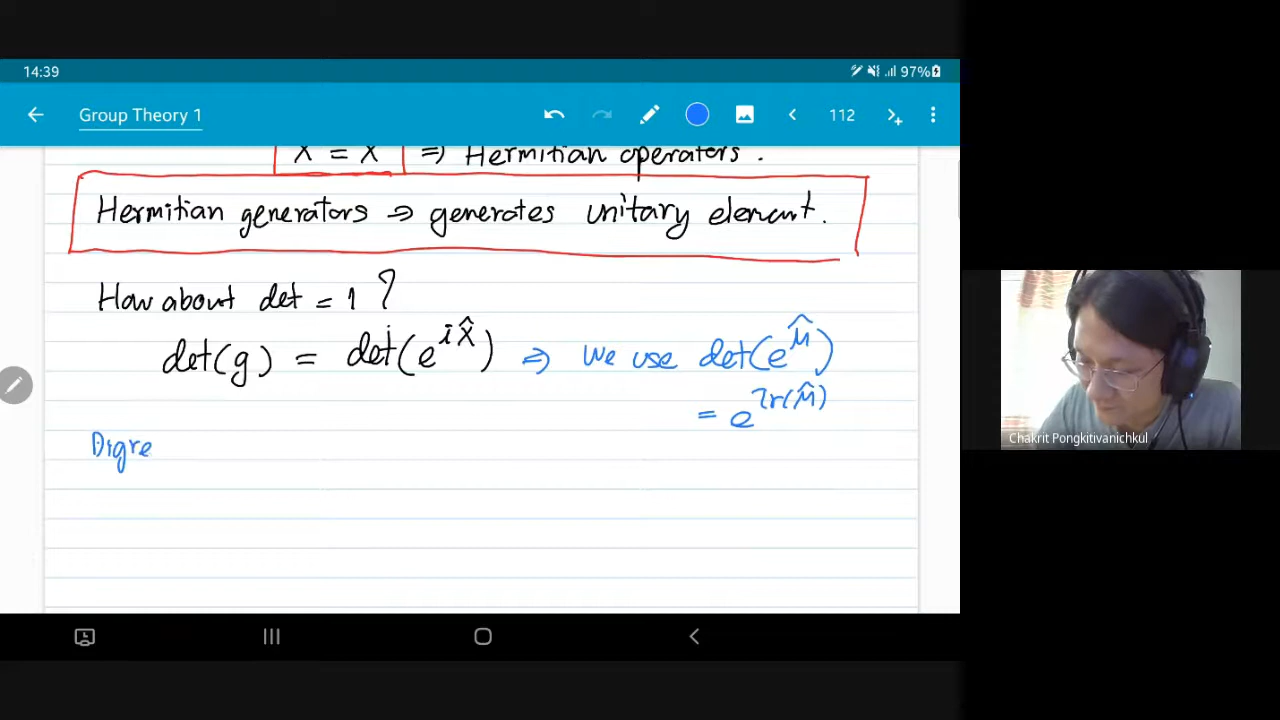 14:39
97%
Group Theory 1
112
X = X ⇒ Hermitian operators.
Hermitian generators ⇒ generates unitary element.
How about det = 1 ?
det(g) = det(e^{iX̂}) ⇒ We use det(e^{M̂})
= e^{Tr(M̂)}
Digre
Chakrit Pongkitivanichkul